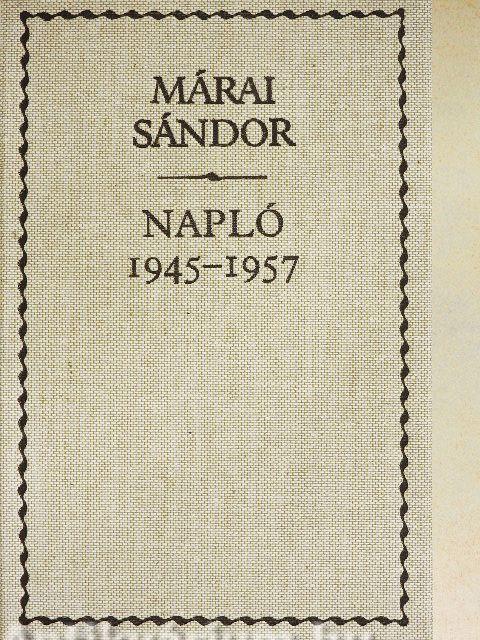 MÁRAI
SÁNDOR
NAPLÓ
1945–1957